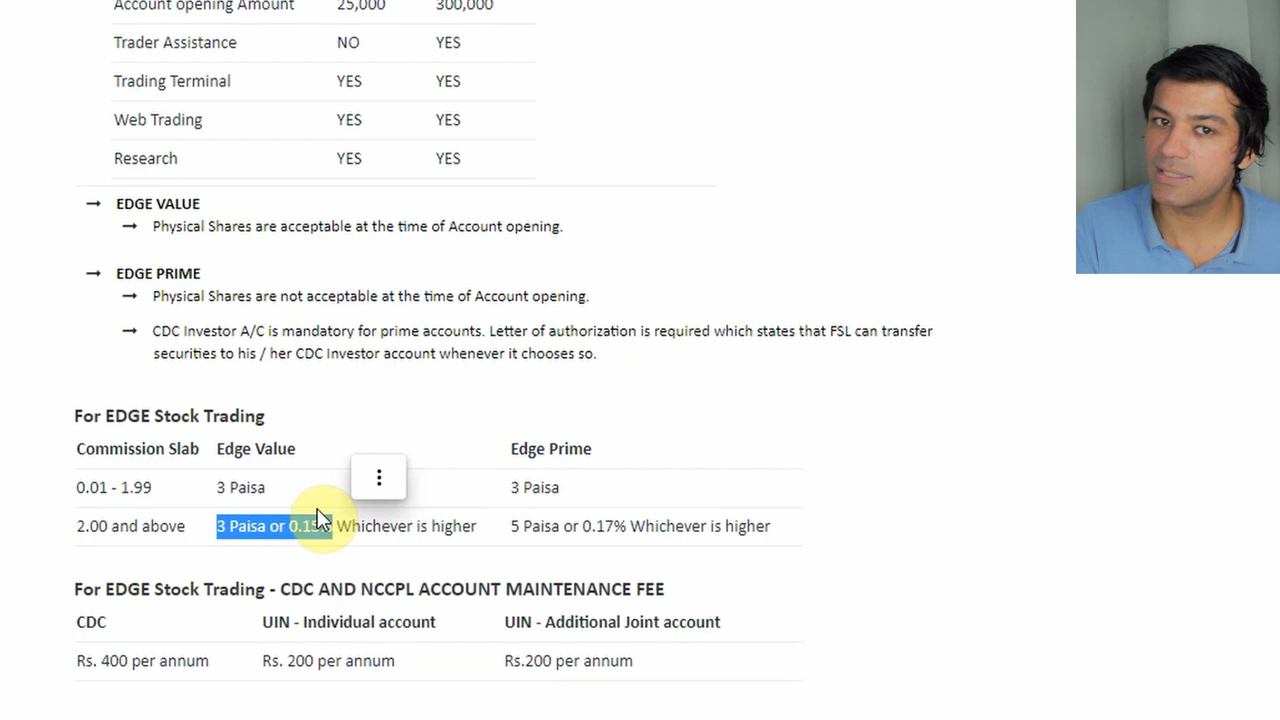 Account opening Amount 25,000 300,000
Trader Assistance NO YES
Trading Terminal YES YES
Web Trading YES YES
Research YES YES
→ EDGE VALUE
→ Physical Shares are acceptable at the time of Account opening.
→ EDGE PRIME
→ Physical Shares are not acceptable at the time of Account opening.
→ CDC Investor A/C is mandatory for prime accounts. Letter of authorization is required which states that FSL can transfer
securities to his / her CDC Investor account whenever it chooses so.
For EDGE Stock Trading
Commission Slab Edge Value Edge Prime
0.01 - 1.99 3 Paisa 3 Paisa
2.00 and above 3 Paisa or 0.15% Whichever is higher 5 Paisa or 0.17% Whichever is higher
For EDGE Stock Trading - CDC AND NCCPL ACCOUNT MAINTENANCE FEE
CDC UIN - Individual account UIN - Additional Joint account
Rs. 400 per annum Rs. 200 per annum Rs.200 per annum